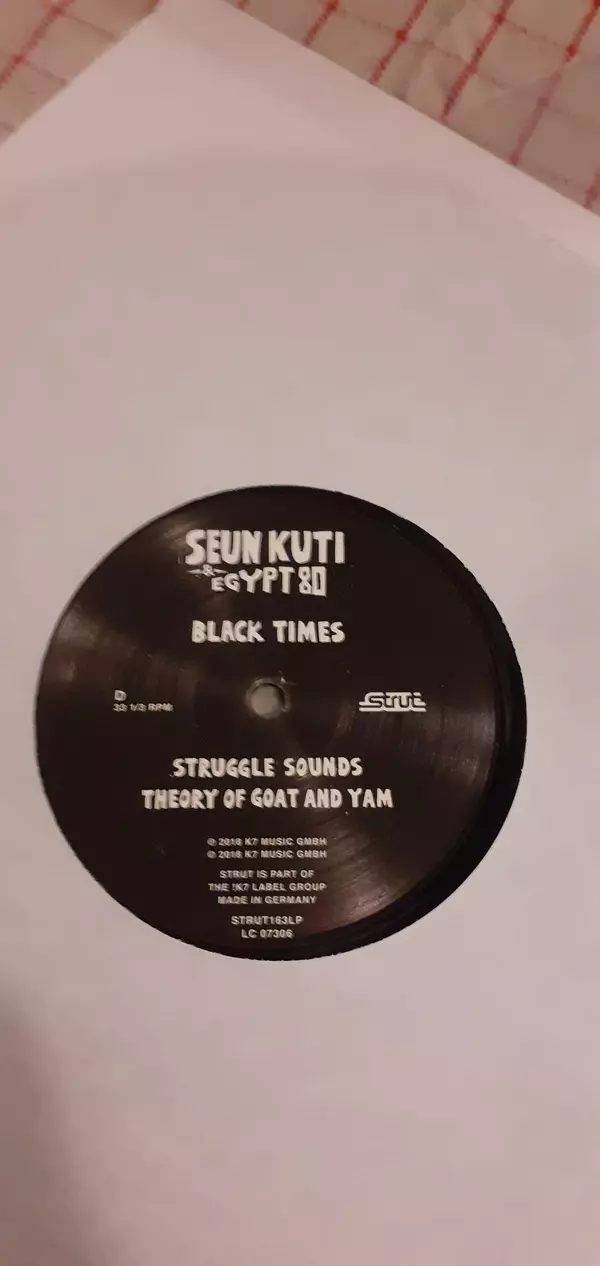 SEUN KUTI
& EGYPT 80
BLACK TIMES
D
33 1/3 RPM
Strut
STRUGGLE SOUNDS
THEORY OF GOAT AND YAM
℗ 2018 K7 MUSIC GMBH
© 2018 K7 MUSIC GMBH
STRUT IS PART OF
THE !K7 LABEL GROUP
MADE IN GERMANY
STRUT163LP
LC 07306